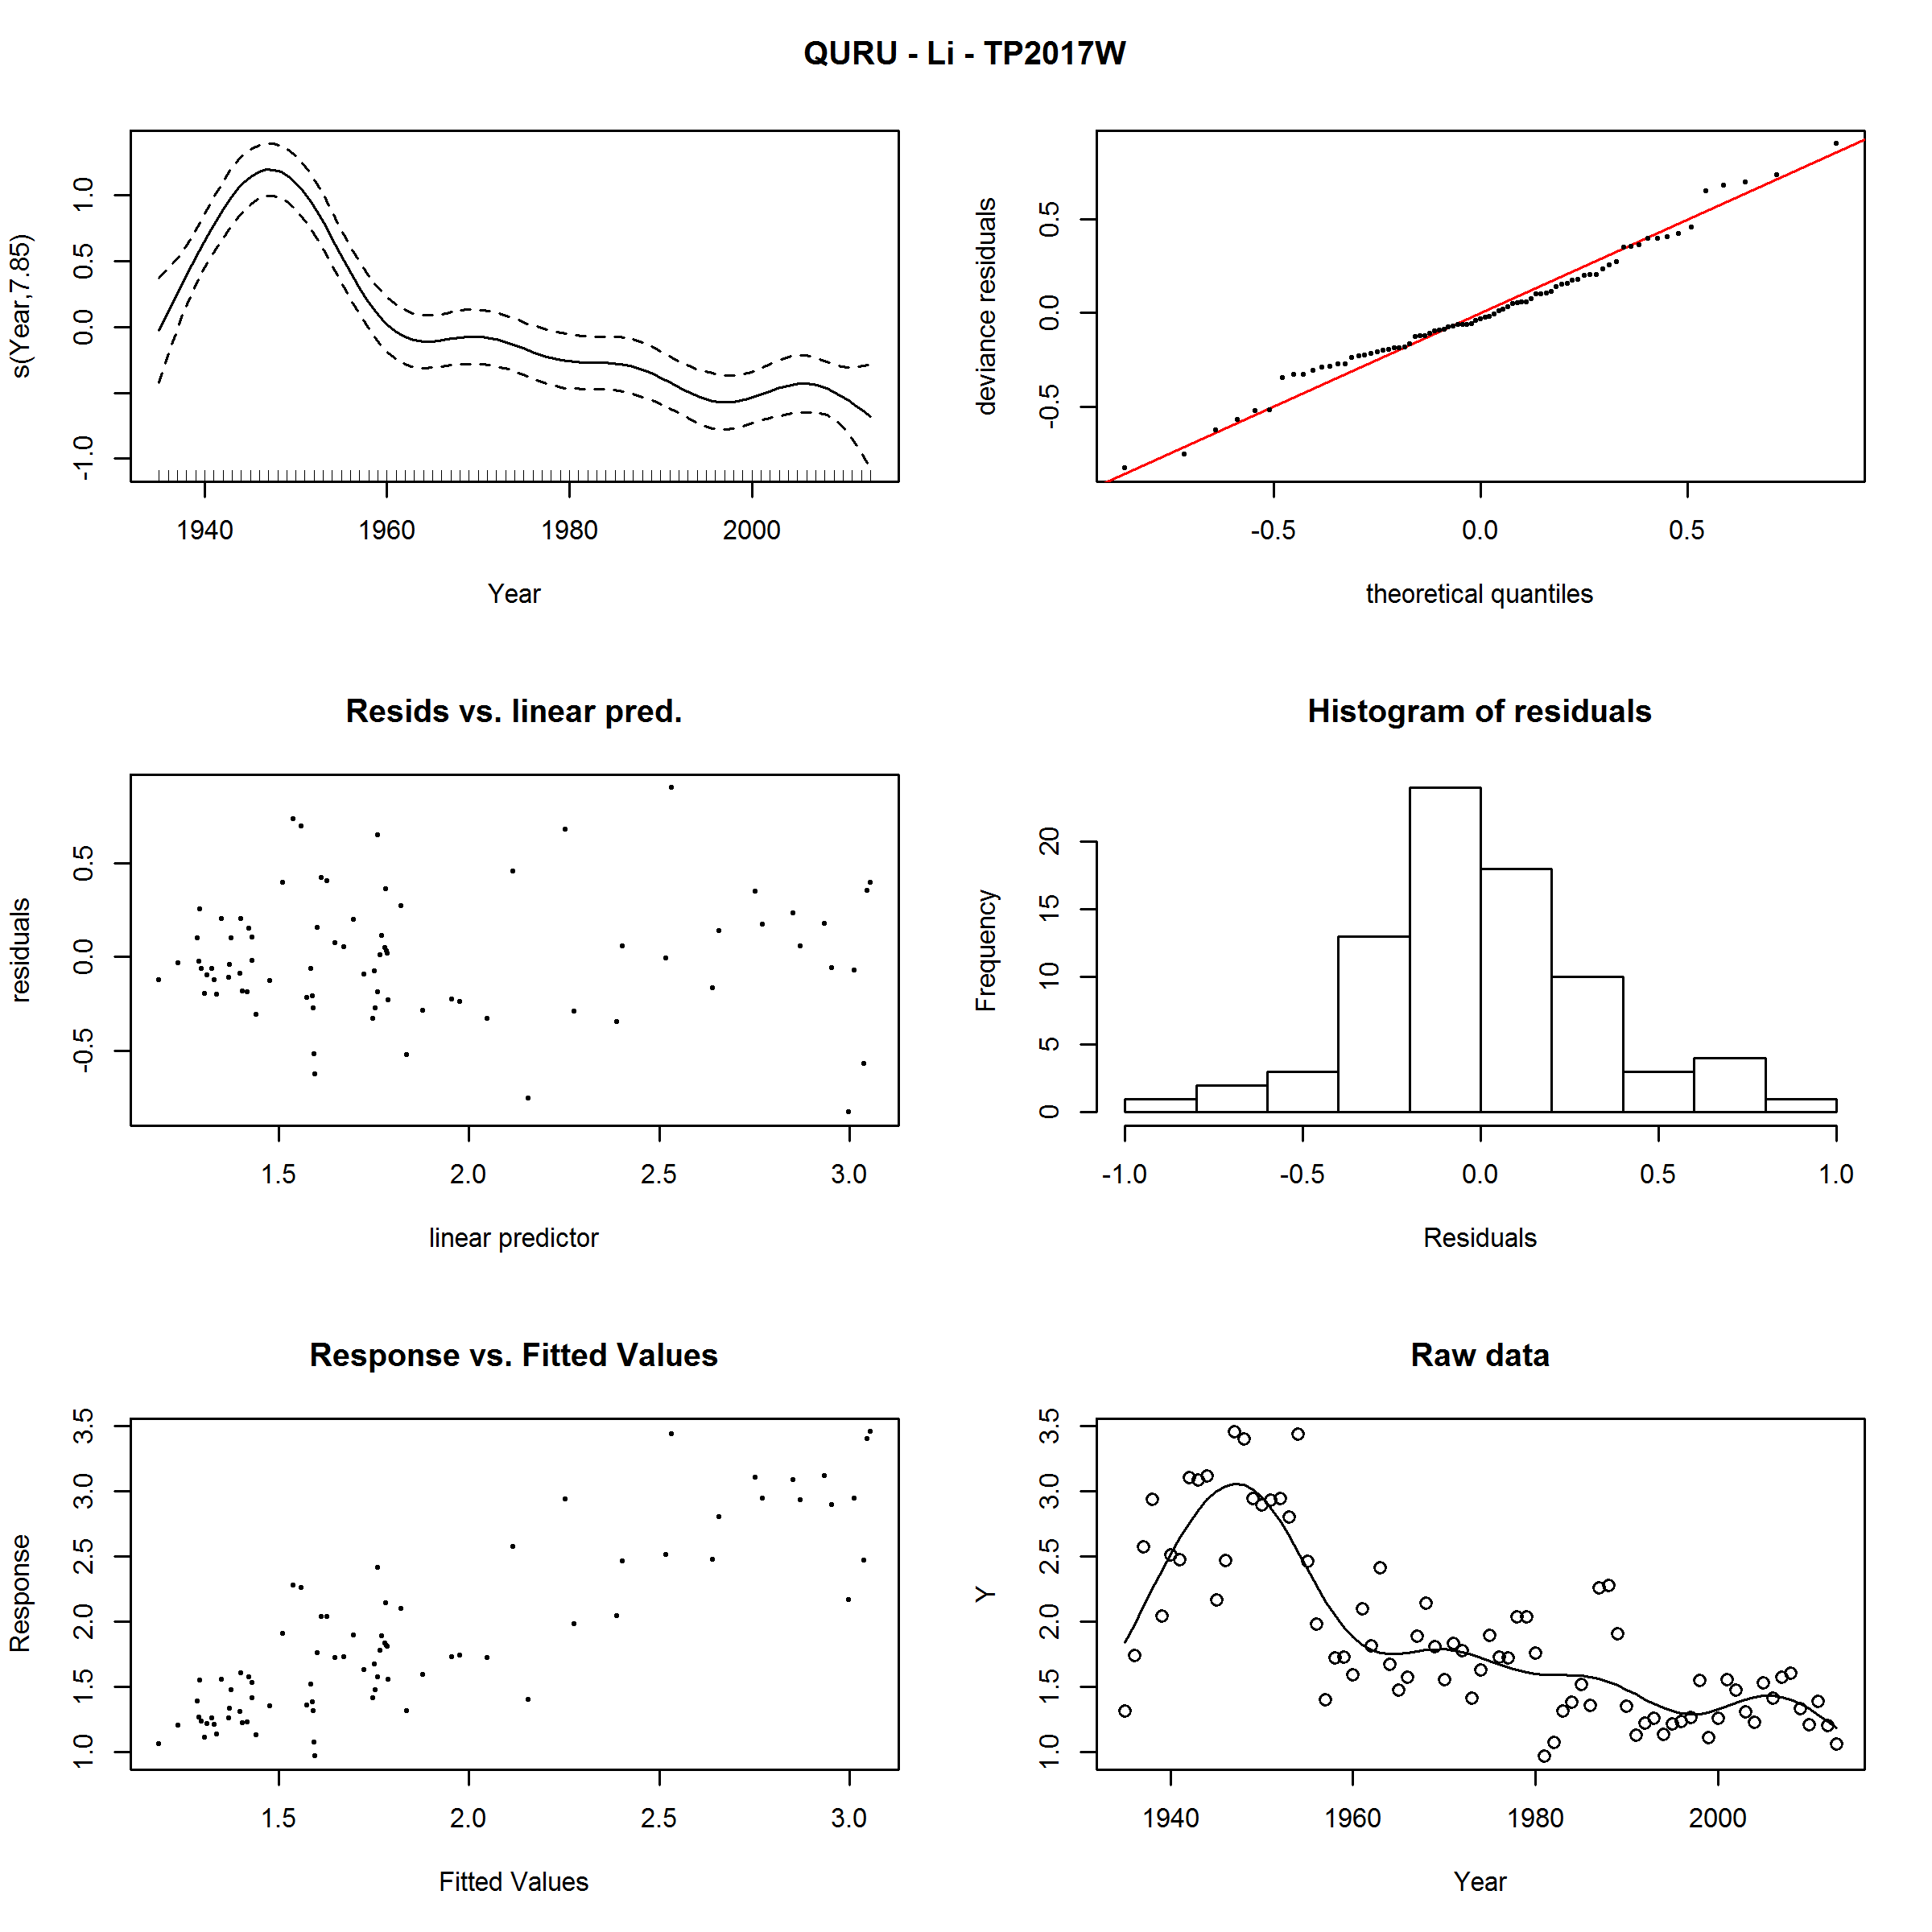 QURU - Li - TP2017W
s(Year,7.85)
1.0
0.5
0.0
-1.0
1940 1960 1980 2000
Year
deviance residuals
0.5
0.0
-0.5
-0.5 0.0 0.5
theoretical quantiles
Resids vs. linear pred.
residuals
0.5
0.0
-0.5
1.5 2.0 2.5 3.0
linear predictor
Histogram of residuals
Frequency
20
15
10
5
0
-1.0 -0.5 0.0 0.5 1.0
Residuals
Response vs. Fitted Values
Response
3.5
3.0
2.5
2.0
1.5
1.0
1.5 2.0 2.5 3.0
Fitted Values
Raw data
Y
3.5
3.0
2.5
2.0
1.5
1.0
1940 1960 1980 2000
Year